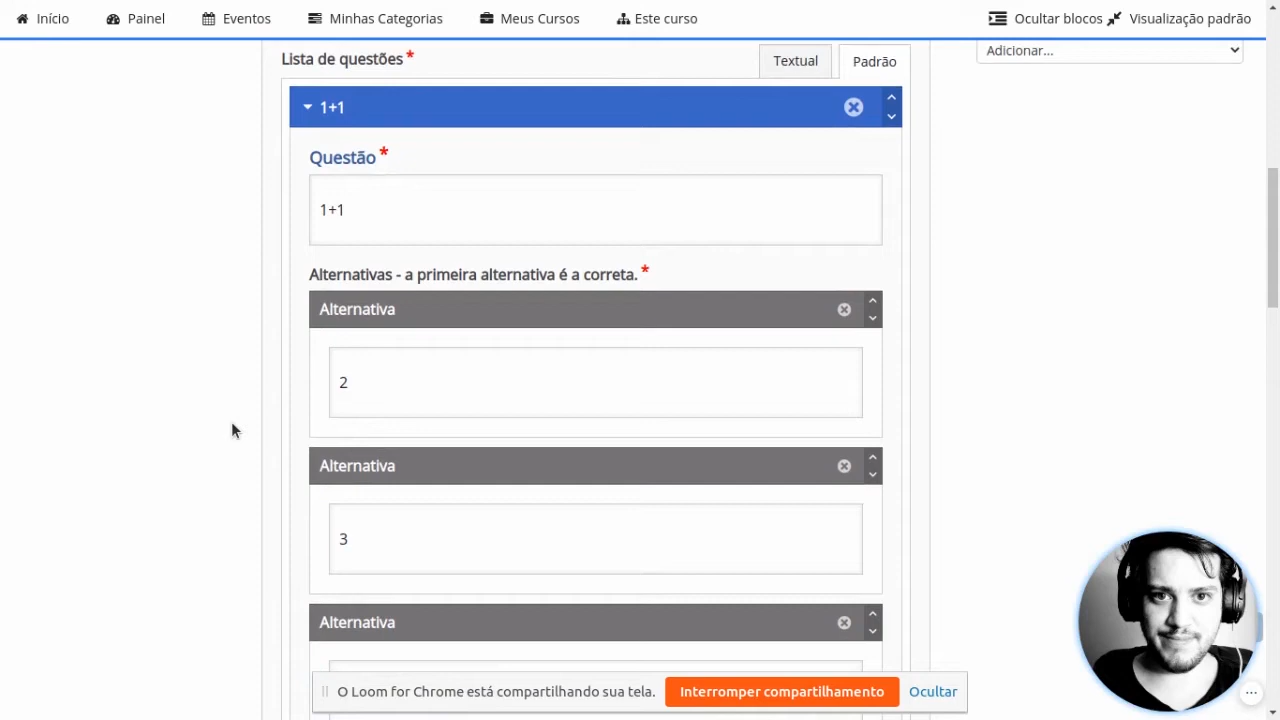 Início Painel Eventos Minhas Categorias Meus Cursos Este curso Ocultar blocos Visualização padrão
Lista de questões * Textual Padrão Adicionar...
1+1
Questão *
1+1
Alternativas - a primeira alternativa é a correta. *
Alternativa
2
Alternativa
3
Alternativa
O Loom for Chrome está compartilhando sua tela. Interromper compartilhamento Ocultar